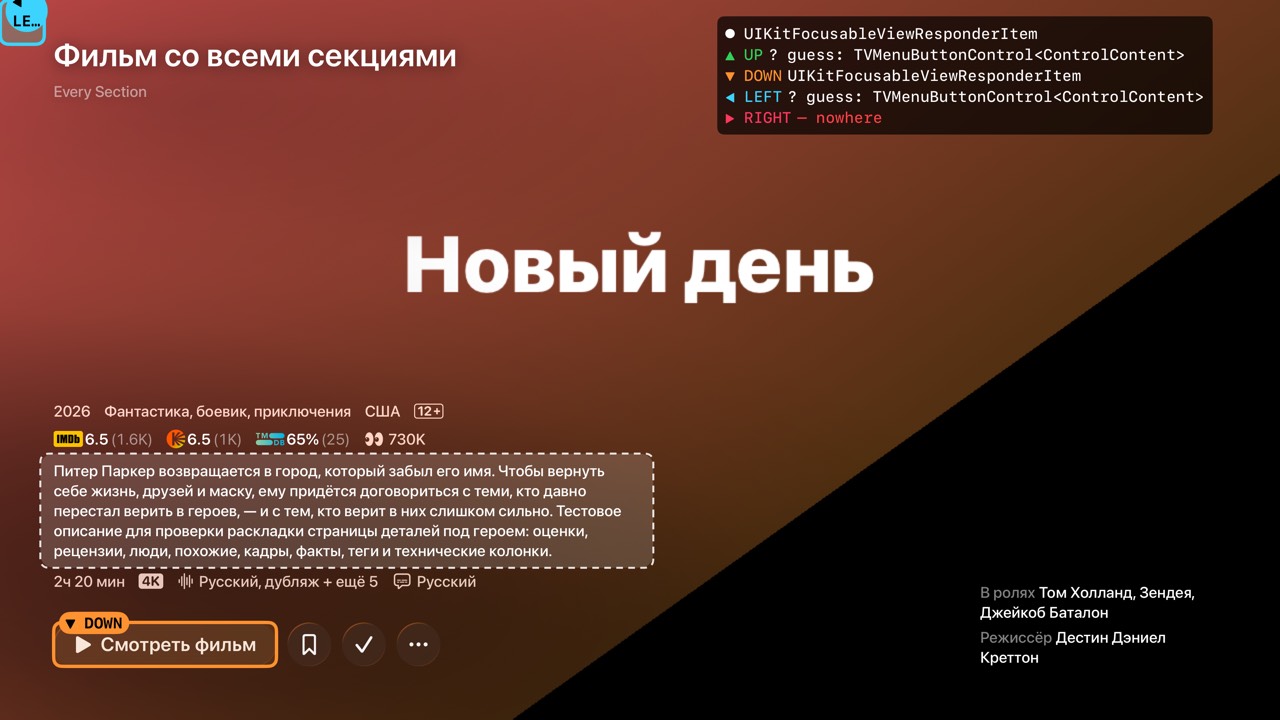 LE...
Фильм со всеми секциями
Every Section
● UIKitFocusableViewResponderItem
▲ UP ? guess: TVMenuButtonControl<ControlContent>
▼ DOWN UIKitFocusableViewResponderItem
◀ LEFT ? guess: TVMenuButtonControl<ControlContent>
▶ RIGHT — nowhere
Новый день
2026 Фантастика, боевик, приключения США 12+
IMDb 6.5 (1.6K) 6.5 (1K) TMDB 65% (25) 👀 730K
Питер Паркер возвращается в город, который забыл его имя. Чтобы вернуть
себе жизнь, друзей и маску, ему придётся договориться с теми, кто давно
перестал верить в героев, — и с тем, кто верит в них слишком сильно. Тестовое
описание для проверки раскладки страницы деталей под героем: оценки,
рецензии, люди, похожие, кадры, факты, теги и технические колонки.
2ч 20 мин 4K Русский, дубляж + ещё 5 Русский
▼ DOWN
Смотреть фильм
В ролях Том Холланд, Зендея,
Джейкоб Баталон
Режиссёр Дестин Дэниел
Креттон